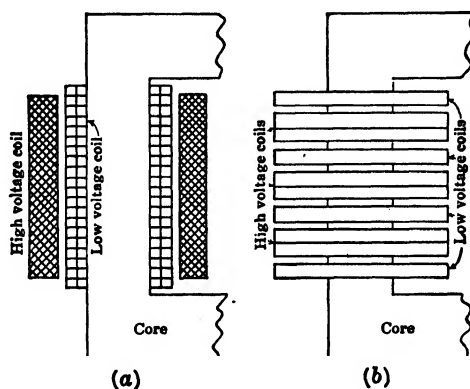 High voltage coil
Low voltage coil
Core
(a)
High voltage coils
Low voltage coils
Core
(b)